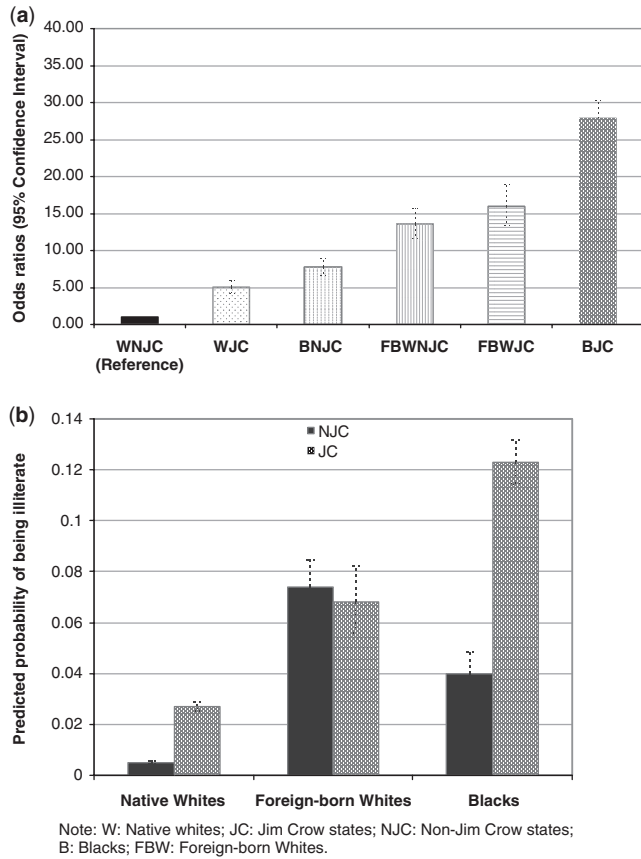 (a)
Odds ratios (95% Confidence Interval)
40.00
35.00
30.00
25.00
20.00
15.00
10.00
5.00
0.00
WNJC WJC BNJC FBWNJC FBWJC BJC
(Reference)
(b)
Predicted probability of being illiterate
0.14
0.12
0.1
0.08
0.06
0.04
0.02
0
NJC
JC
Native Whites Foreign-born Whites Blacks
Note: W: Native whites; JC: Jim Crow states; NJC: Non-Jim Crow states;
B: Blacks; FBW: Foreign-born Whites.